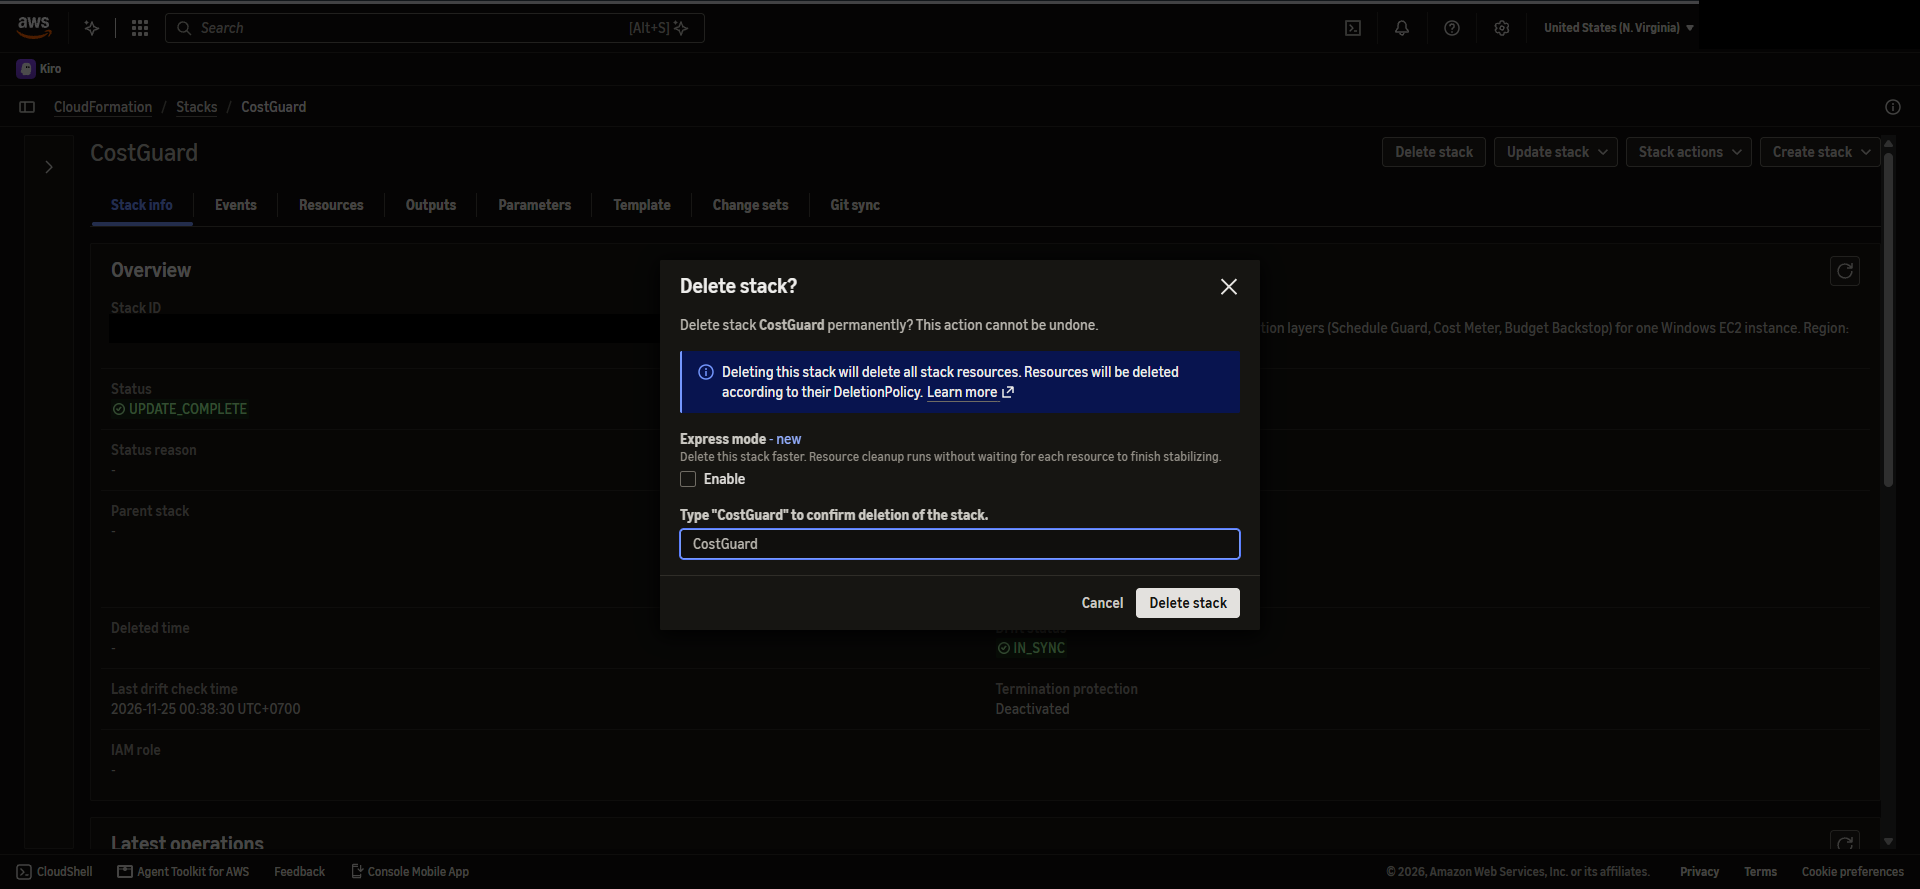 aws
Search
[Alt+S]
United States (N. Virginia)
Kiro
CloudFormation / Stacks / CostGuard
CostGuard
Delete stack
Update stack
Stack actions
Create stack
Stack info
Events
Resources
Outputs
Parameters
Template
Change sets
Git sync
Overview
Stack ID
tion layers (Schedule Guard, Cost Meter, Budget Backstop) for one Windows EC2 instance. Region:
Status
UPDATE_COMPLETE
Status reason
-
Parent stack
-
Deleted time
-
IN_SYNC
Last drift check time
2026-11-25 00:38:30 UTC+0700
Termination protection
Deactivated
IAM role
-
Latest operations
Delete stack?
Delete stack CostGuard permanently? This action cannot be undone.
Deleting this stack will delete all stack resources. Resources will be deleted
according to their DeletionPolicy. Learn more
Express mode - new
Delete this stack faster. Resource cleanup runs without waiting for each resource to finish stabilizing.
Enable
Type "CostGuard" to confirm deletion of the stack.
CostGuard
Cancel
Delete stack
CloudShell
Agent Toolkit for AWS
Feedback
Console Mobile App
© 2026, Amazon Web Services, Inc. or its affiliates.
Privacy
Terms
Cookie preferences